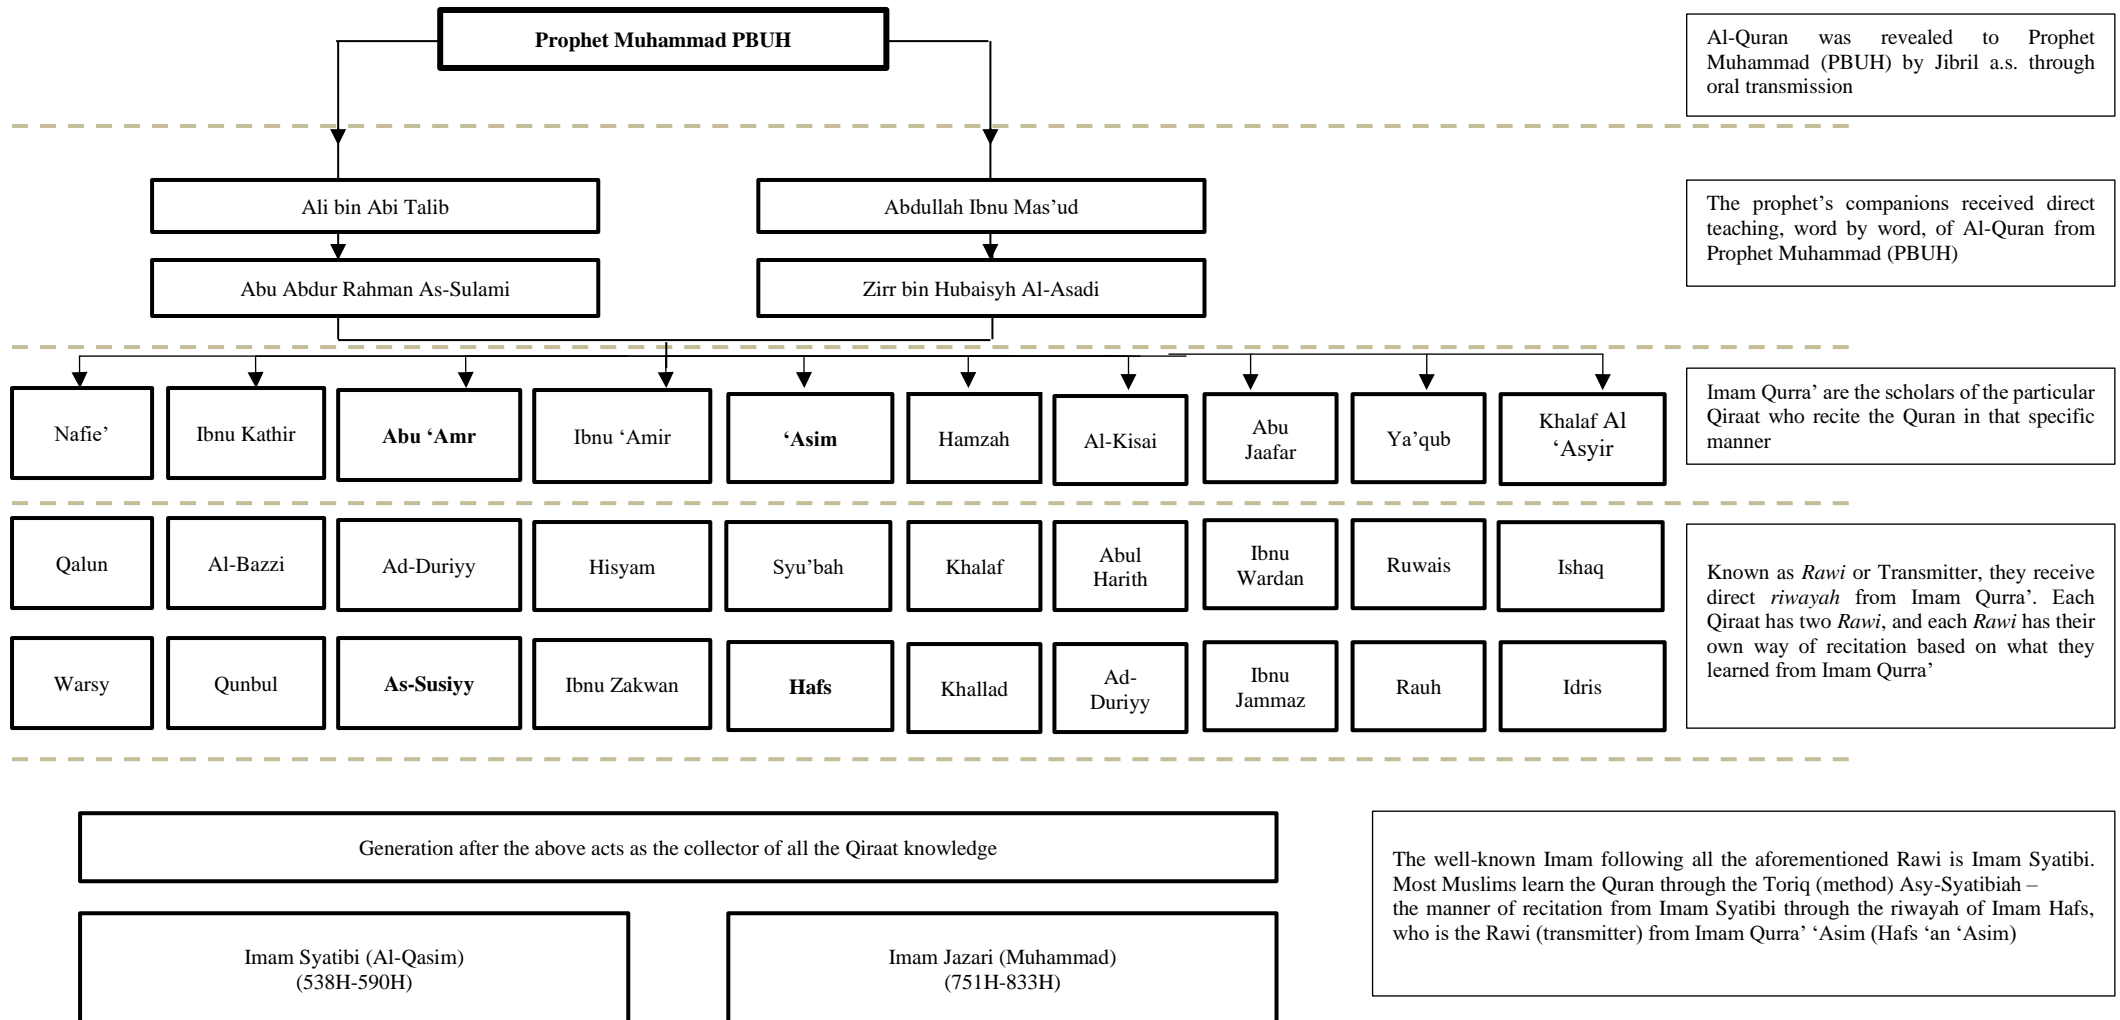 Prophet Muhammad PBUH
Al-Quran was revealed to Prophet
Muhammad (PBUH) by Jibril a.s. through
oral transmission
Ali bin Abi Talib
Abdullah Ibnu Mas’ud
The prophet’s companions received direct
teaching, word by word, of Al-Quran from
Prophet Muhammad (PBUH)
Abu Abdur Rahman As-Sulami
Zirr bin Hubaisyh Al-Asadi
Nafie’
Ibnu Kathir
Abu ‘Amr
Ibnu ‘Amir
‘Asim
Hamzah
Al-Kisai
Abu
Jaafar
Ya’qub
Khalaf Al
‘Asyir
Imam Qurra’ are the scholars of the particular
Qiraat who recite the Quran in that specific
manner
Qalun
Al-Bazzi
Ad-Duriyy
Hisyam
Syu’bah
Khalaf
Abul
Harith
Ibnu
Wardan
Ruwais
Ishaq
Known as Rawi or Transmitter, they receive
direct riwayah from Imam Qurra’. Each
Qiraat has two Rawi, and each Rawi has their
own way of recitation based on what they
learned from Imam Qurra’
Warsy
Qunbul
As-Susiyy
Ibnu Zakwan
Hafs
Khallad
Ad-
Duriyy
Ibnu
Jammaz
Rauh
Idris
Generation after the above acts as the collector of all the Qiraat knowledge
The well-known Imam following all the aforementioned Rawi is Imam Syatibi.
Most Muslims learn the Quran through the Toriq (method) Asy-Syatibiah –
the manner of recitation from Imam Syatibi through the riwayah of Imam Hafs,
who is the Rawi (transmitter) from Imam Qurra’ ‘Asim (Hafs ‘an ‘Asim)
Imam Syatibi (Al-Qasim)
(538H-590H)
Imam Jazari (Muhammad)
(751H-833H)